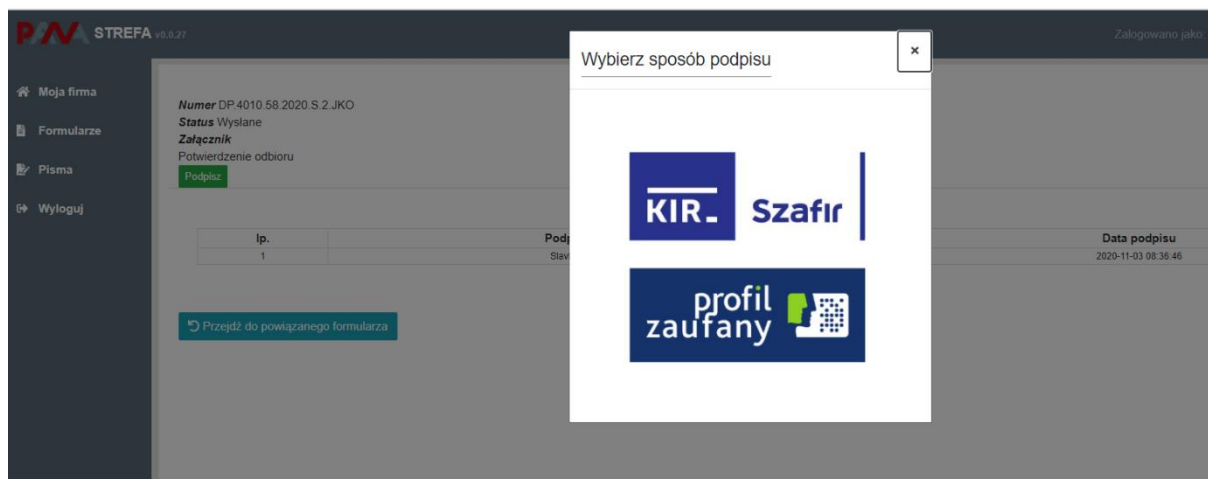 PANA STREFA v0.0.27
Zalogowano jako:
Moja firma
Formularze
Pisma
Wyloguj
Numer DP.4010.58.2020.S.2.JKO
Status Wysłane
Załącznik
Potwierdzenie odbioru
Podpisz
lp.
Data podpisu
1
2020-11-03 08:36:46
Przejdź do powiązanego formularza
Wybierz sposób podpisu
×
KIR Szafir
profil
zaufany